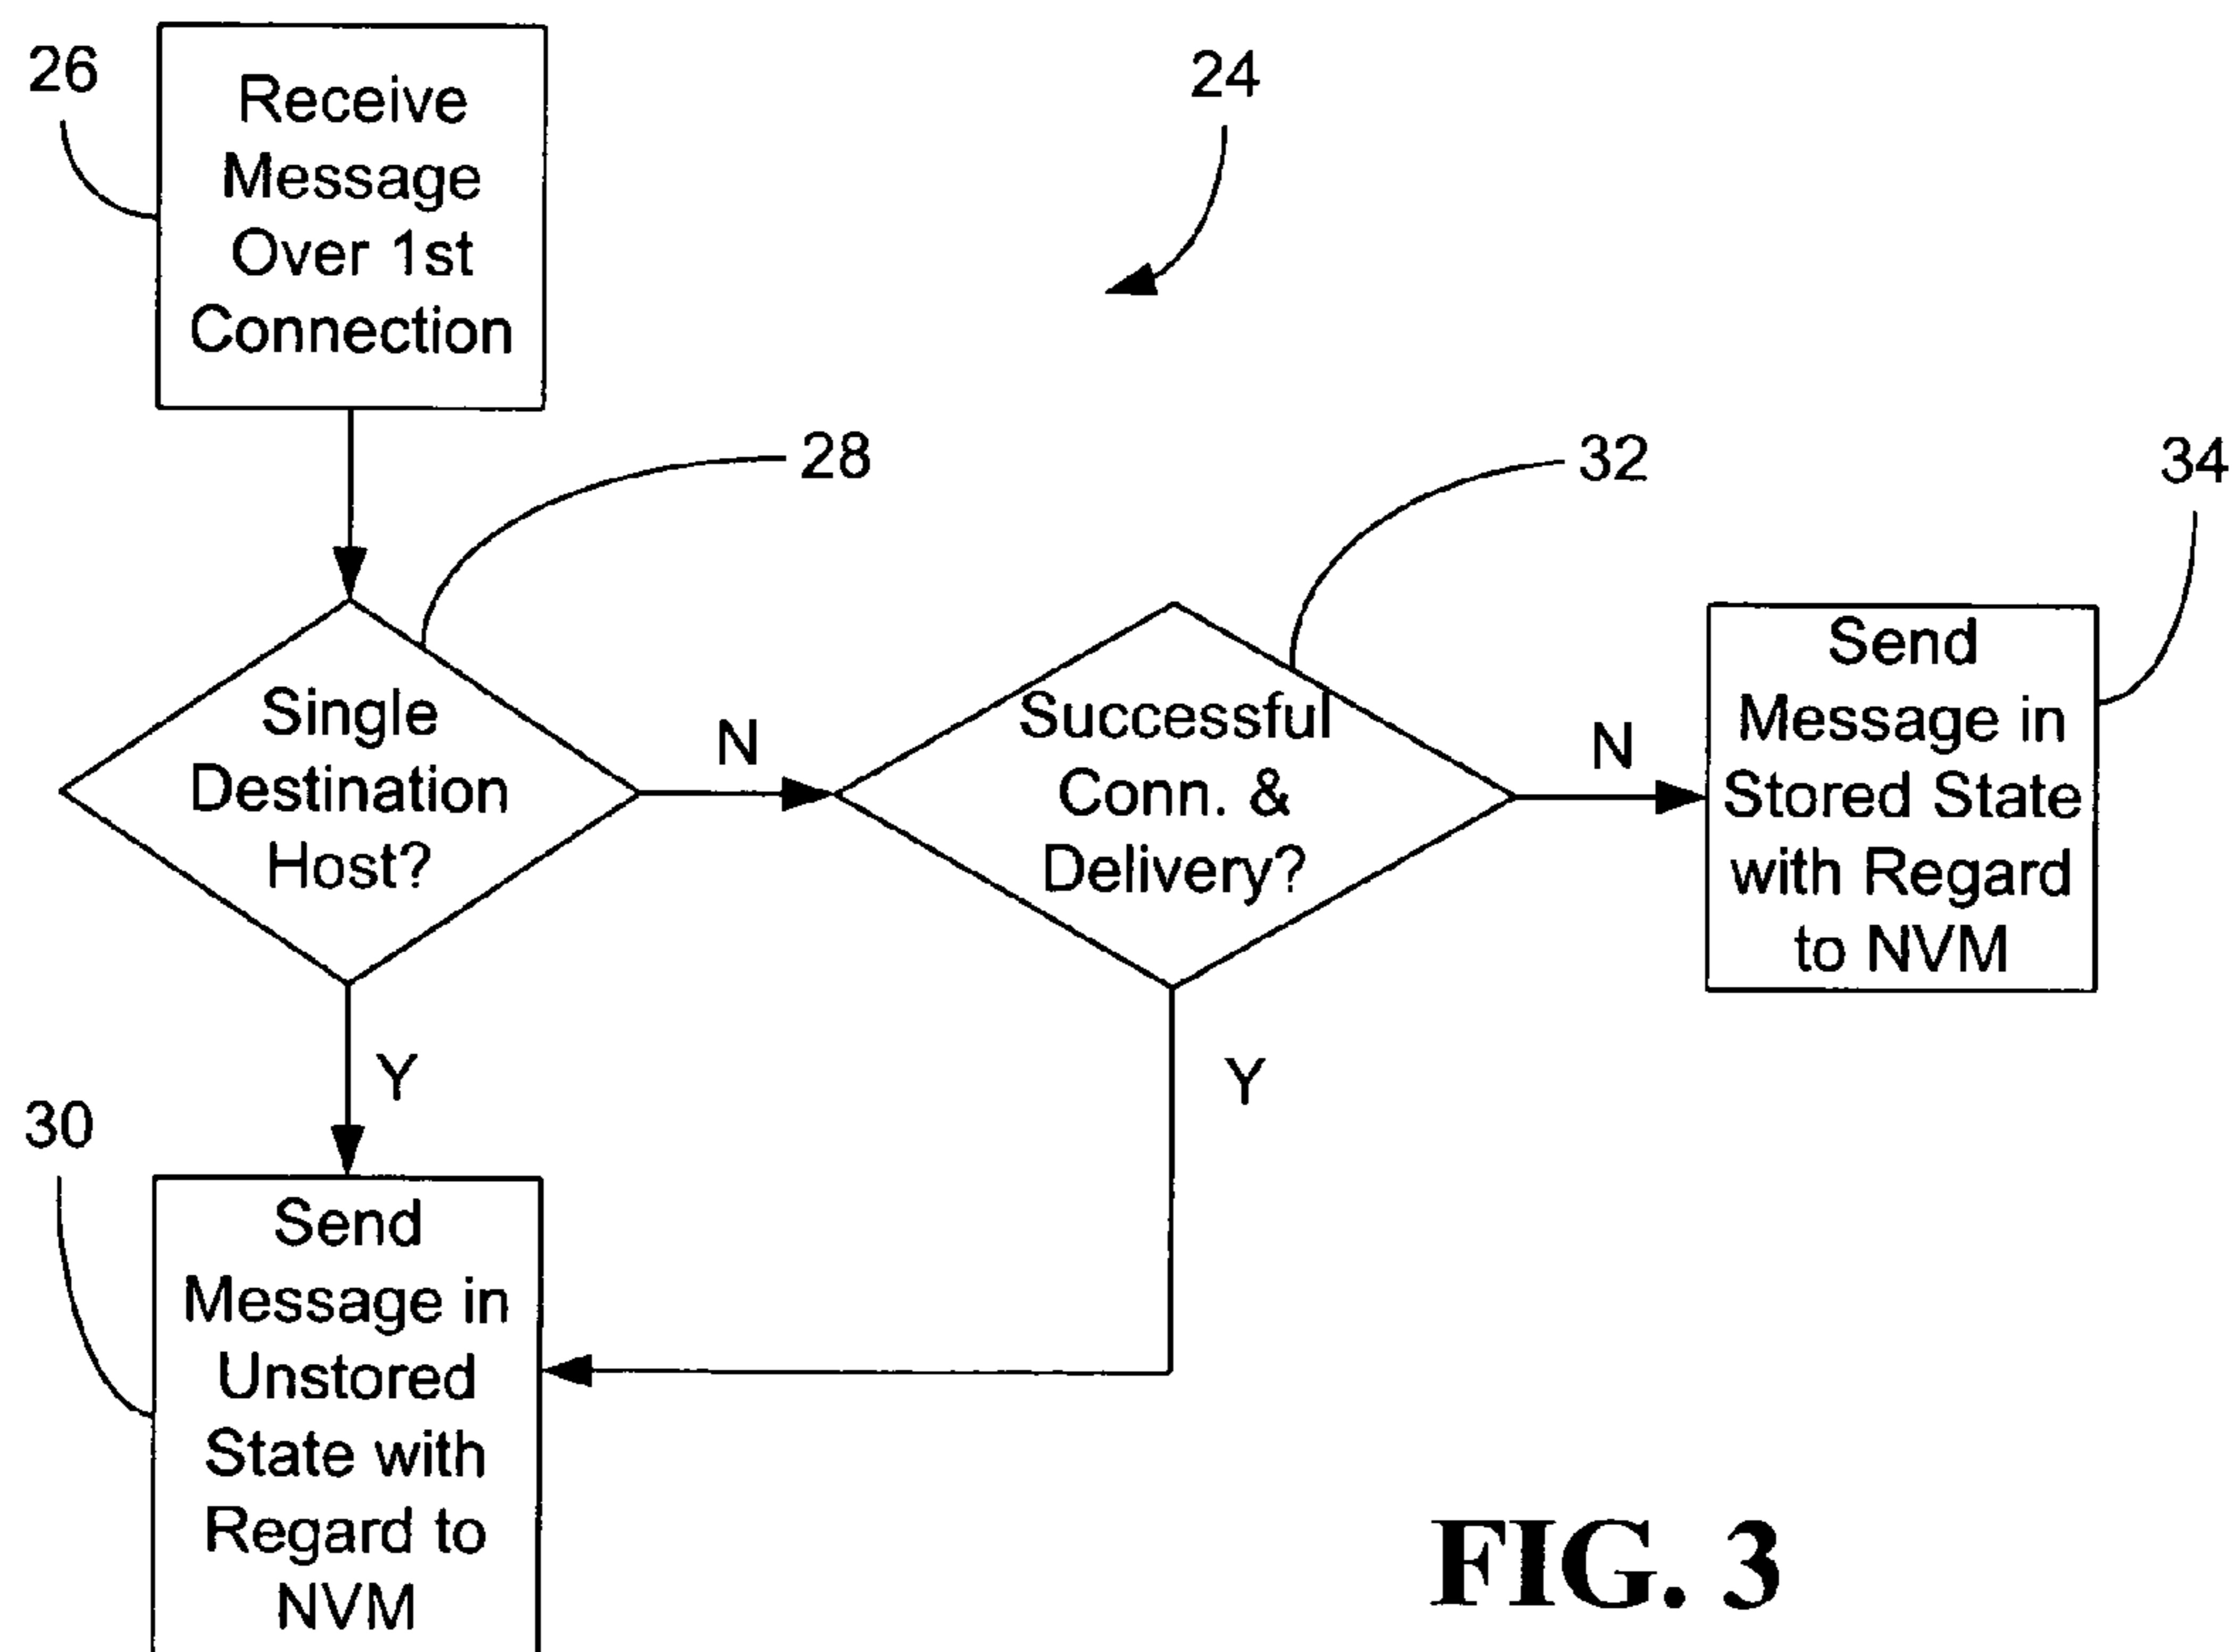 26
Receive
Message
Over 1st
Connection
24
28
32
34
Single
Destination
Host?
N
Successful
Conn. &
Delivery?
N
Send
Message in
Stored State
with Regard
to NVM
Y
Y
30
Send
Message in
Unstored
State with
Regard to
NVM
FIG. 3